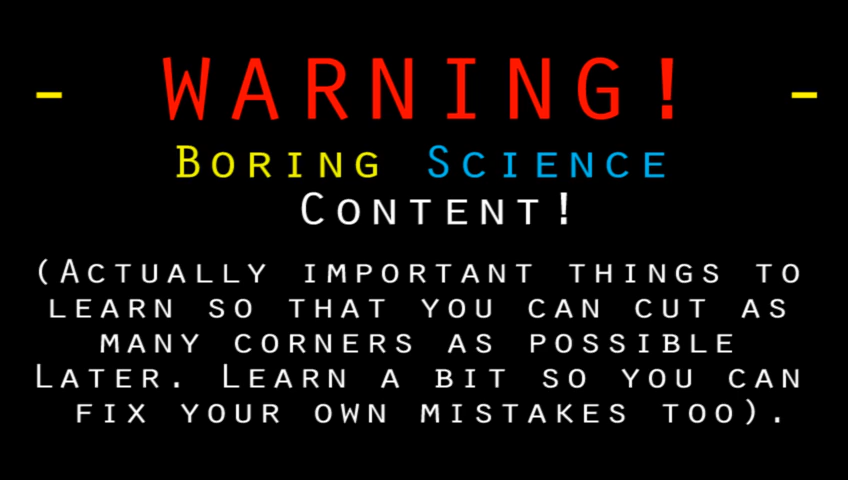 - WARNING! -
BORING SCIENCE
CONTENT!
(ACTUALLY IMPORTANT THINGS TO
LEARN SO THAT YOU CAN CUT AS
MANY CORNERS AS POSSIBLE
LATER. LEARN A BIT SO YOU CAN
FIX YOUR OWN MISTAKES TOO).